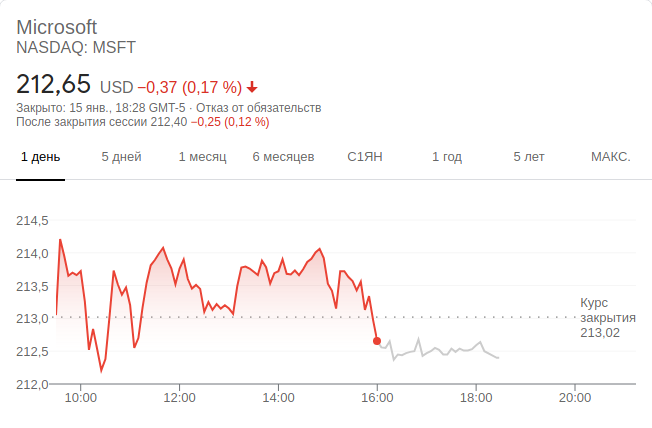 Microsoft
NASDAQ: MSFT
212,65 USD −0,37 (0,17 %)
Закрыто: 15 янв., 18:28 GMT-5 · Отказ от обязательств
После закрытия сессии 212,40 −0,25 (0,12 %)
1 день 5 дней 1 месяц 6 месяцев С1ЯН 1 год 5 лет МАКС.
214,5
214,0
213,5
213,0
212,5
212,0
Курс
закрытия
213,02
10:00 12:00 14:00 16:00 18:00 20:00